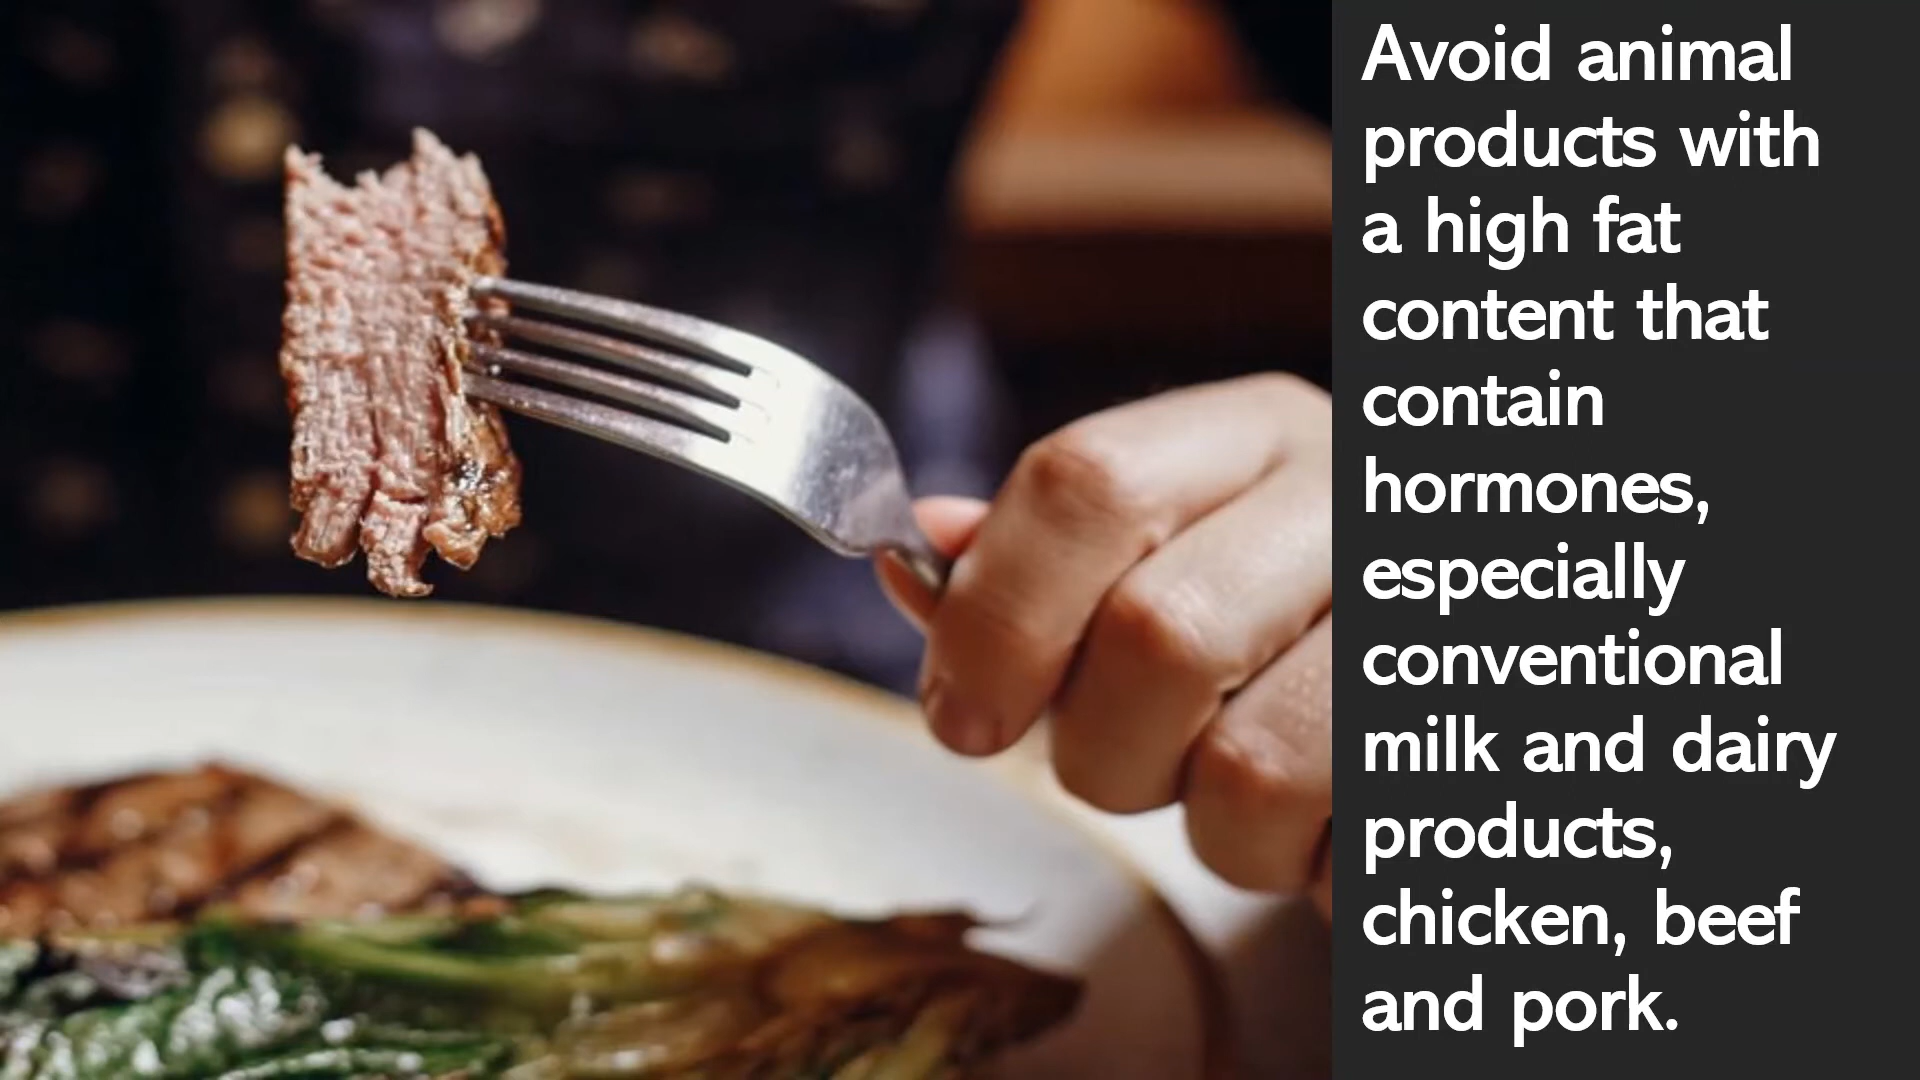 Avoid animal
products with
a high fat
content that
contain
hormones,
especially
conventional
milk and dairy
products,
chicken, beef
and pork.